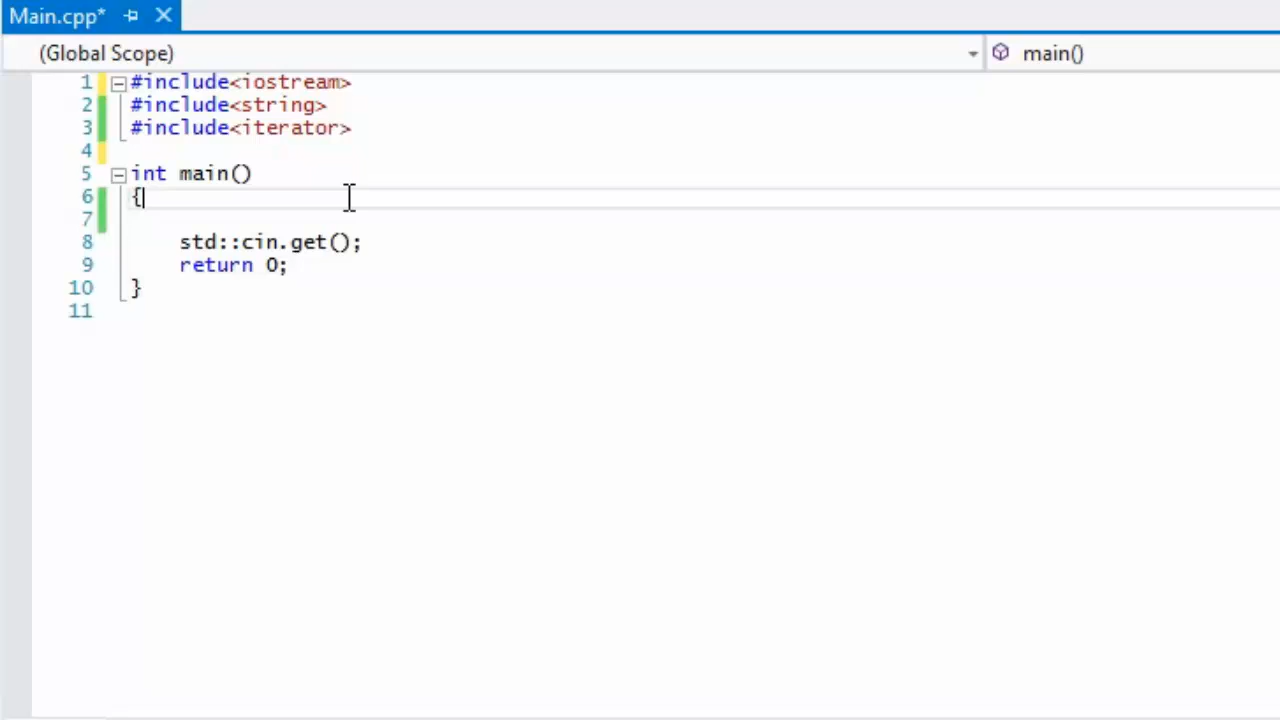 Main.cpp*
(Global Scope) main()
1 #include<iostream>
2 #include<string>
3 #include<iterator>
4
5 int main()
6 {
7
8 std::cin.get();
9 return 0;
10 }
11